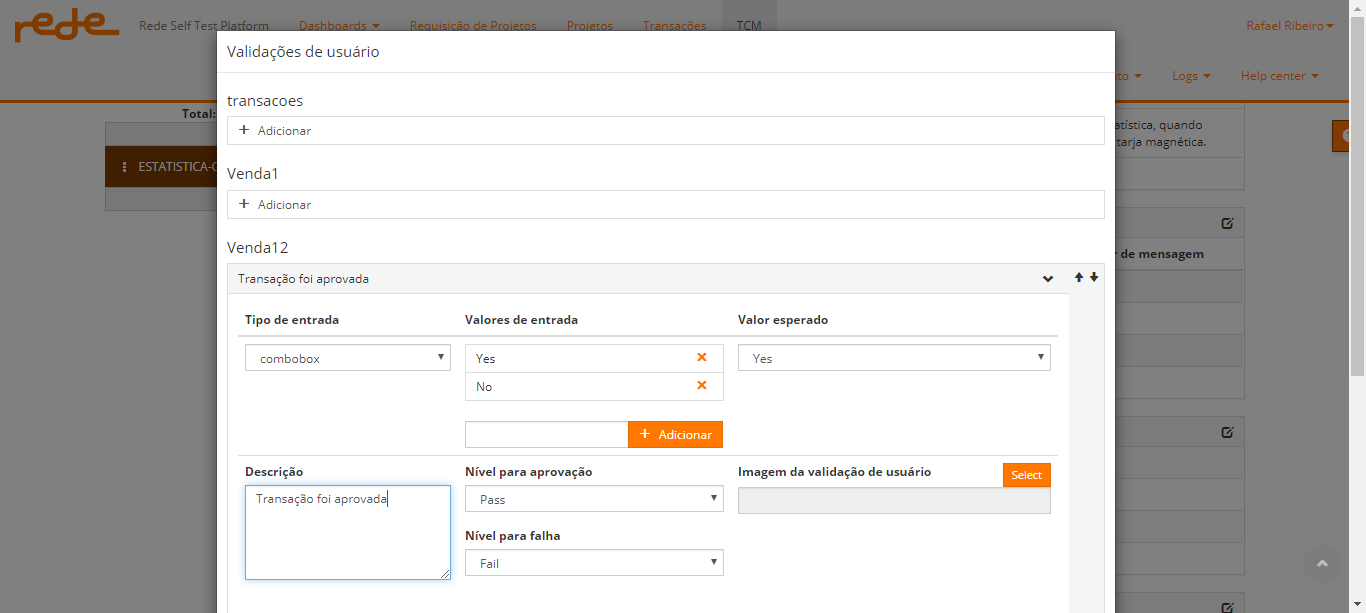 rede Rede Self Test Platform Dashboards Requisição de Projetos Projetos Transações TCM Rafael Ribeiro
Validações de usuário
Logs Help center
transacoes
Total:
+ Adicionar
quando
tarja magnética.
Venda1
+ Adicionar
Venda12
de mensagem
Transação foi aprovada
Tipo de entrada Valores de entrada Valor esperado
combobox Yes Yes
No
+ Adicionar
Descrição Nível para aprovação Imagem da validação de usuário Select
Transação foi aprovada Pass
Nível para falha
Fail